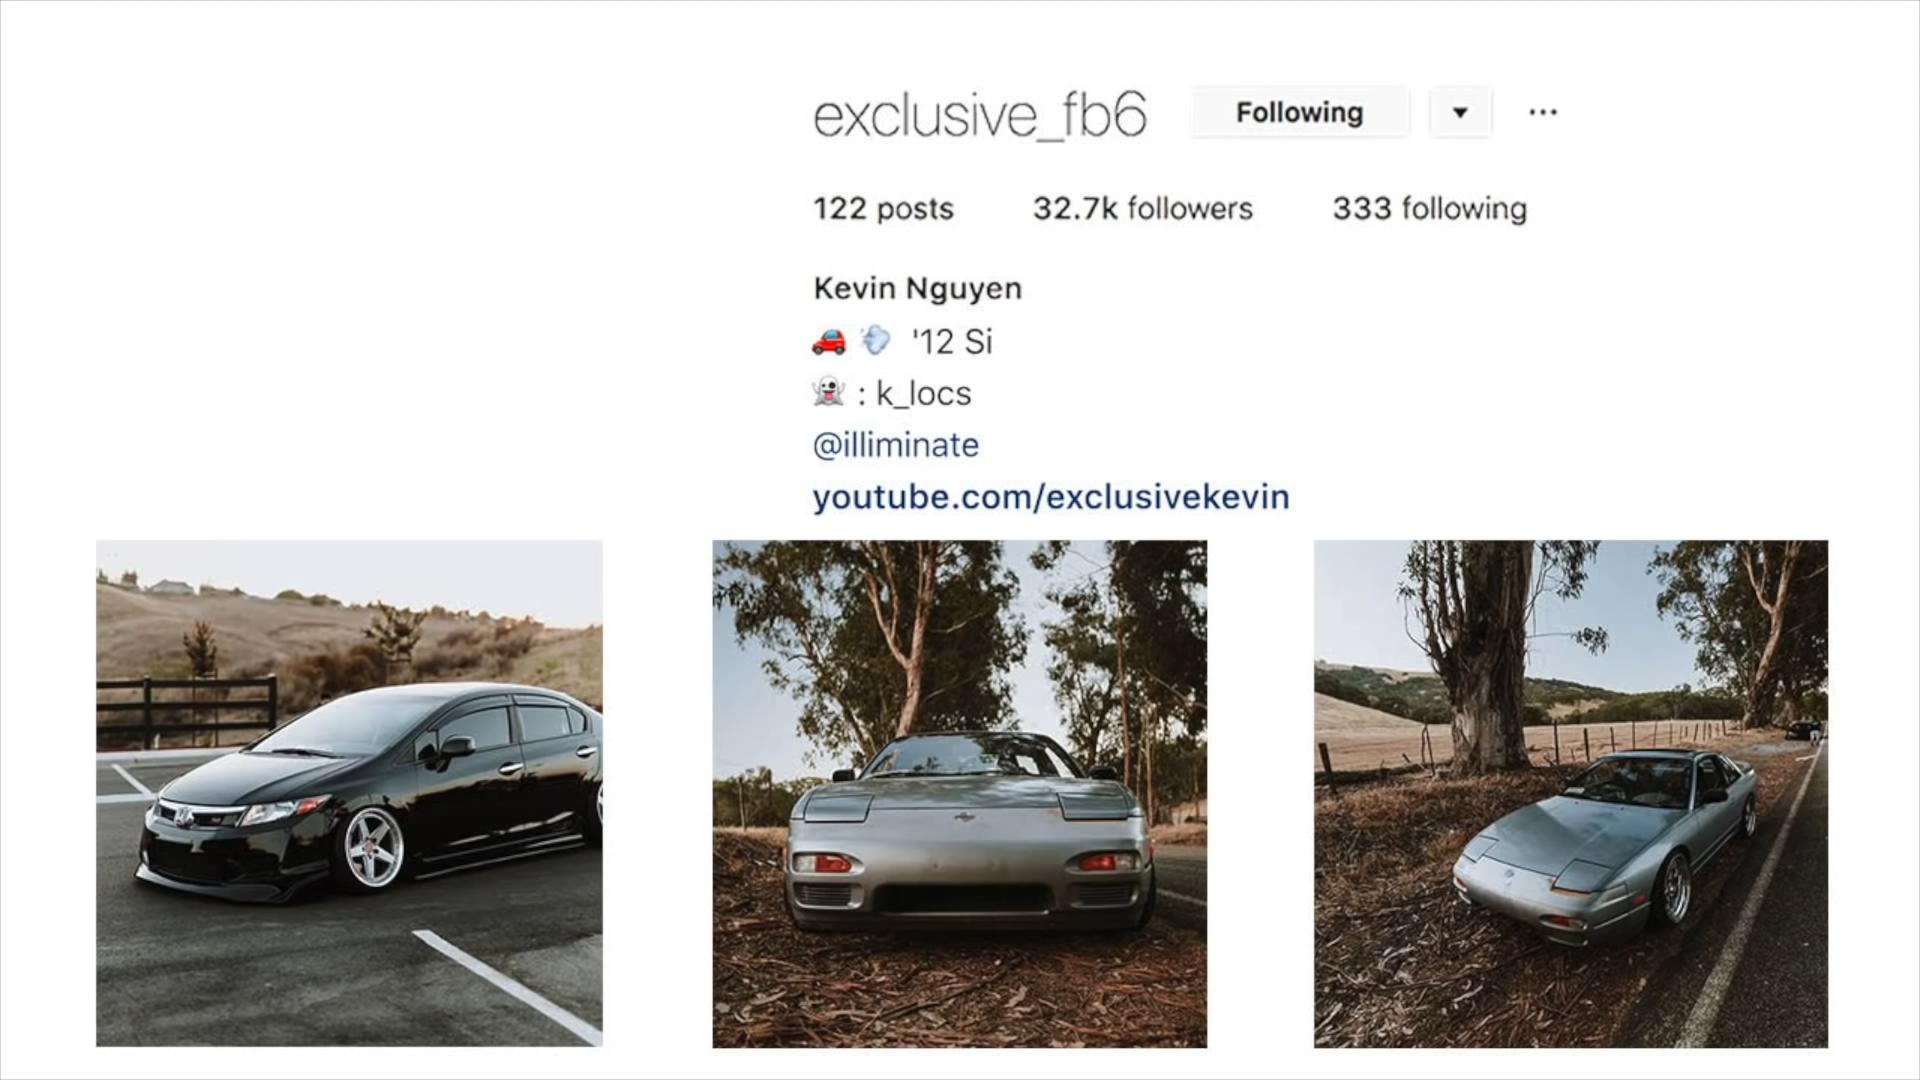 exclusive_fb6 Following ▼ ...
122 posts 32.7k followers 333 following
Kevin Nguyen
🚗 💨 '12 Si
👻 : k_locs
@illiminate
youtube.com/exclusivekevin